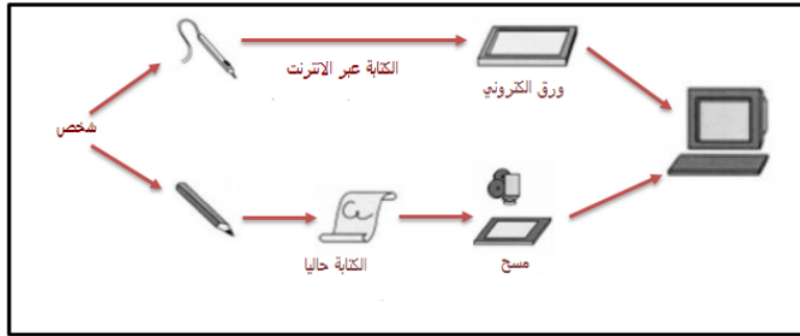 الكتابة عبر الانترنت
ورق الكتروني
شخص
الكتابة حاليا
مسح